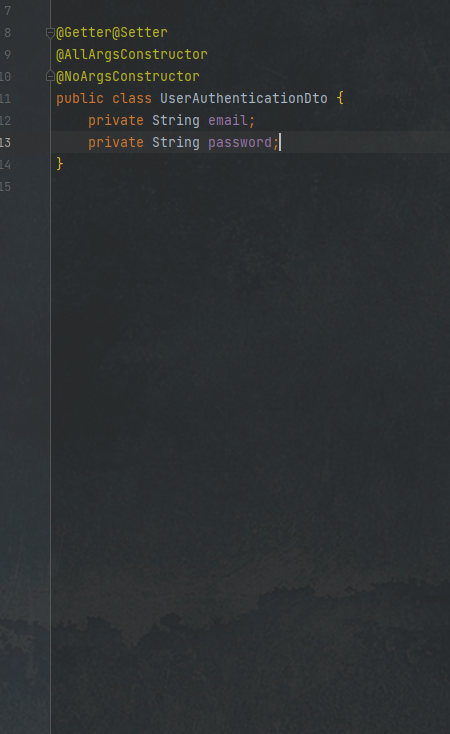 7
8 @Getter@Setter
9 @AllArgsConstructor
10 @NoArgsConstructor
11 public class UserAuthenticationDto {
12 private String email;
13 private String password;
14 }
15